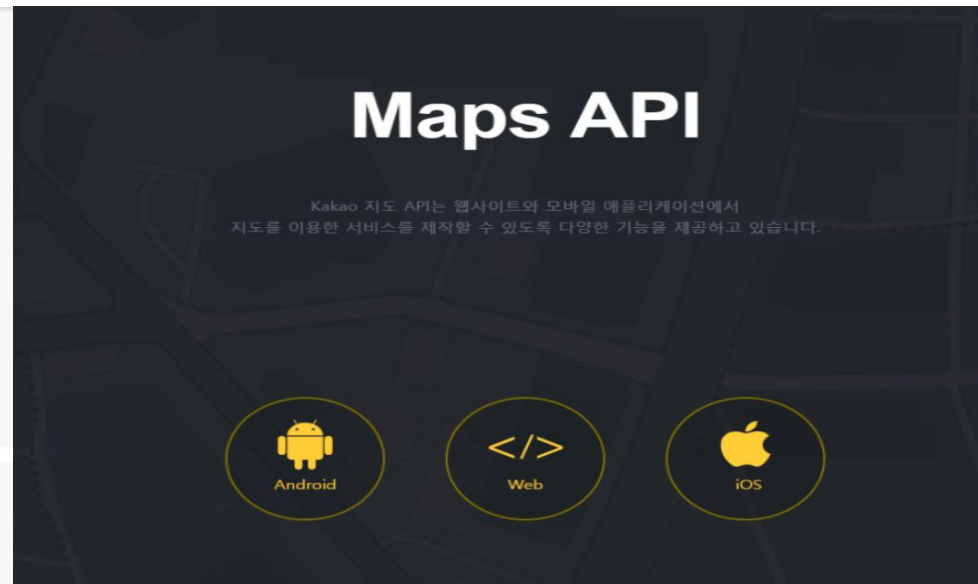 Maps API
Kakao 지도 API는 웹사이트와 모바일 애플리케이션에서
지도를 이용한 서비스를 제작할 수 있도록 다양한 기능을 제공하고 있습니다.
</>
Android
Web
iOS